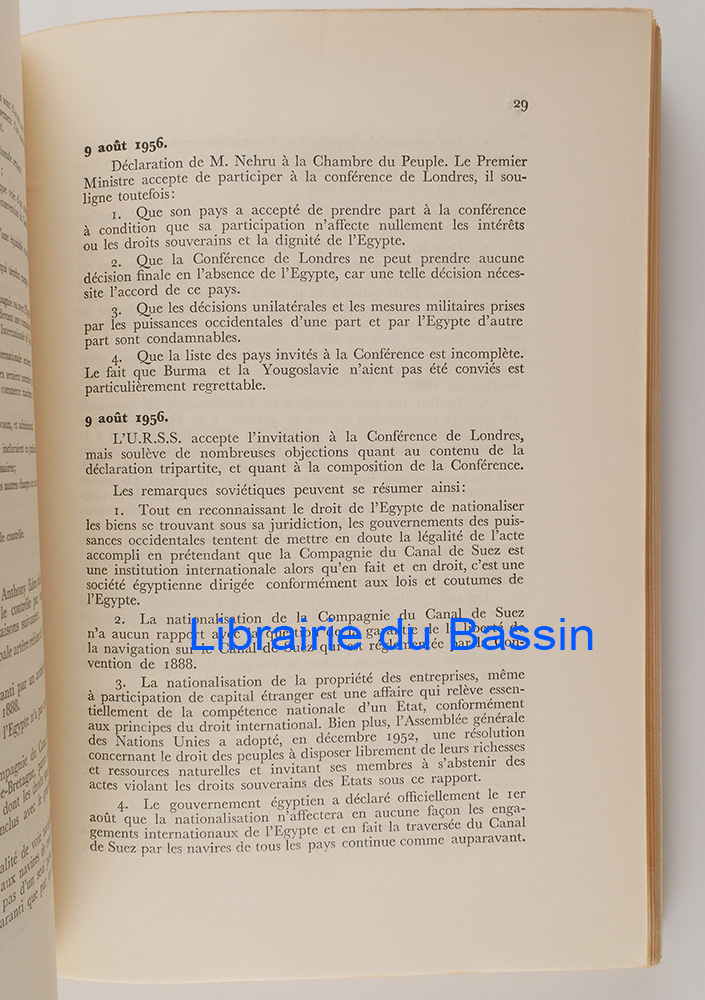 29
9 août 1956.
Déclaration de M. Nehru à la Chambre du Peuple. Le Premier
Ministre accepte de participer à la conférence de Londres, il sou-
ligne toutefois:
1. Que son pays a accepté de prendre part à la conférence
à condition que sa participation n'affecte nullement les intérêts
ou les droits souverains et la dignité de l'Egypte.
2. Que la Conférence de Londres ne peut prendre aucune
décision finale en l'absence de l'Egypte, car une telle décision néces-
site l'accord de ce pays.
3. Que les décisions unilatérales et les mesures militaires prises
par les puissances occidentales d'une part et par l'Egypte d'autre
part sont condamnables.
4. Que la liste des pays invités à la Conférence est incomplète.
Le fait que Burma et la Yougoslavie n'aient pas été conviés est
particulièrement regrettable.
9 août 1956.
L'U.R.S.S. accepte l'invitation à la Conférence de Londres,
mais soulève de nombreuses objections quant au contenu de la
déclaration tripartite, et quant à la composition de la Conférence.
Les remarques soviétiques peuvent se résumer ainsi:
1. Tout en reconnaissant le droit de l'Egypte de nationaliser
les biens se trouvant sous sa juridiction, les gouvernements des puis-
sances occidentales tentent de mettre en doute la légalité de l'acte
accompli en prétendant que la Compagnie du Canal de Suez est
une institution internationale alors qu'en fait et en droit, c'est une
société égyptienne dirigée conformément aux lois et coutumes de
l'Egypte.
2. La nationalisation de la Compagnie du Canal de Suez
n'a aucun rapport avec la question de la garantie de la liberté de
la navigation sur le Canal de Suez qui est réglementée par la Con-
vention de 1888.
Librairie du Bassin
3. La nationalisation de la propriété des entreprises, même
à participation de capital étranger est une affaire qui relève essen-
tiellement de la compétence nationale d'un Etat, conformément
aux principes du droit international. Bien plus, l'Assemblée générale
des Nations Unies a adopté, en décembre 1952, une résolution
concernant le droit des peuples à disposer librement de leurs richesses
et ressources naturelles et invitant ses membres à s'abstenir des
actes violant les droits souverains des Etats sous ce rapport.
4. Le gouvernement égyptien a déclaré officiellement le 1er
août que la nationalisation n'affectera en aucune façon les enga-
gements internationaux de l'Egypte et en fait la traversée du Canal
de Suez par les navires de tous les pays continue comme auparavant.